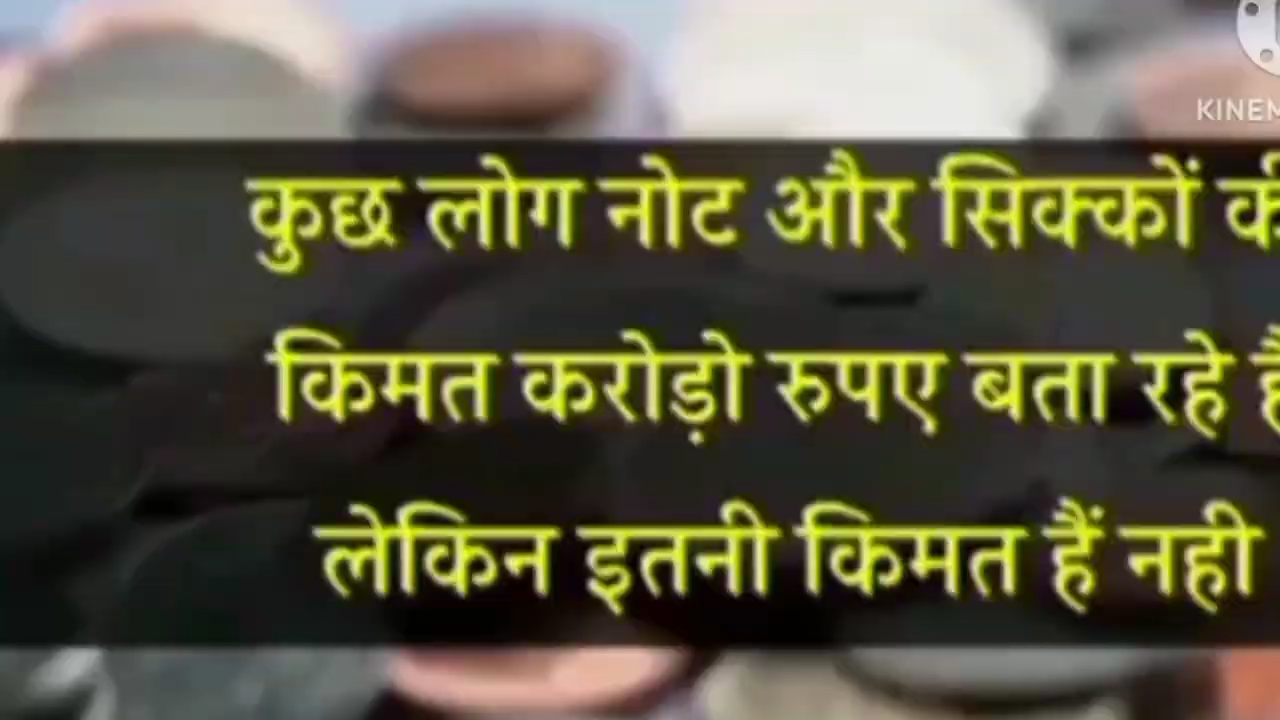 KINEM
कुछ लोग नोट और सिक्कों की
किमत करोड़ो रुपए बता रहे
लेकिन इतनी किमत हैं नही